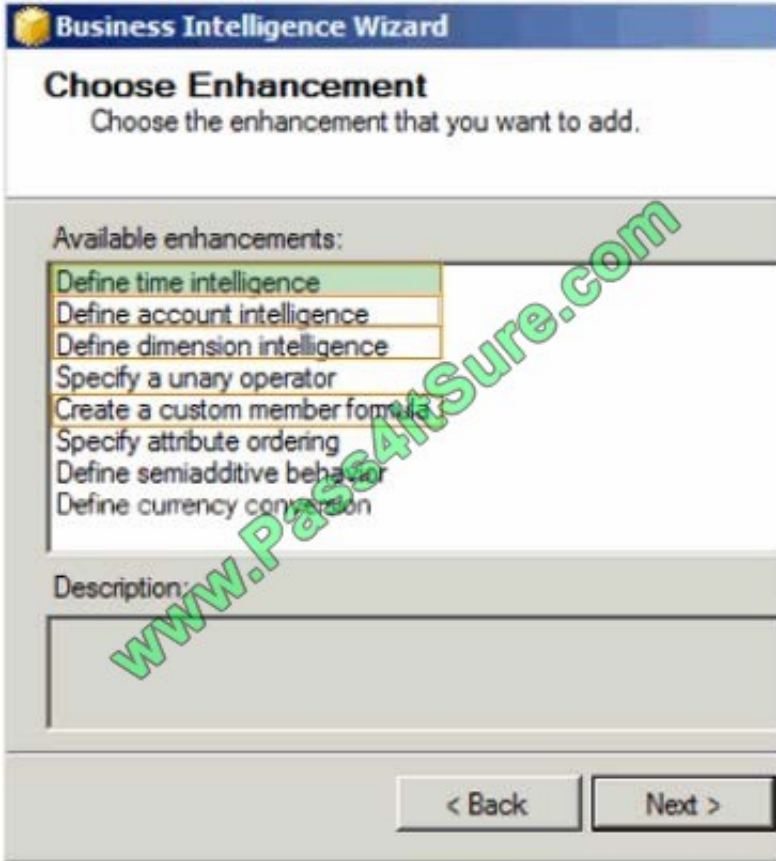 Business Intelligence Wizard
Choose Enhancement
Choose the enhancement that you want to add.
Available enhancements:
Define time intelligence
Define account intelligence
Define dimension intelligence
Specify a unary operator
Create a custom member formula
Specify attribute ordering
Define semiadditive behavior
Define currency conversion
www.Pass4itSure.com
Description:
< Back
Next >